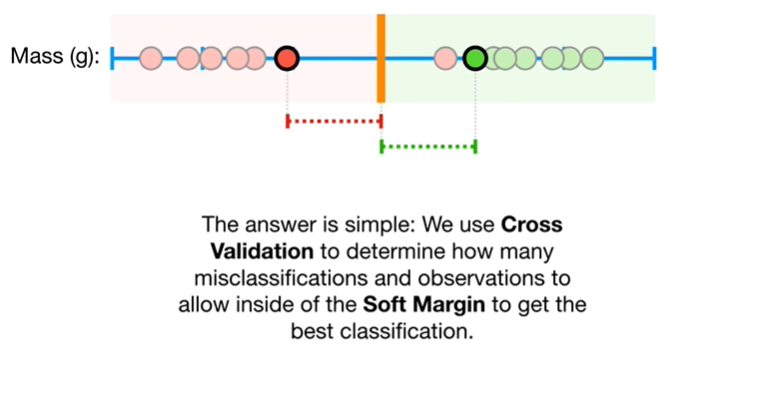 Mass (g):
The answer is simple: We use Cross
Validation to determine how many
misclassifications and observations to
allow inside of the Soft Margin to get the
best classification.